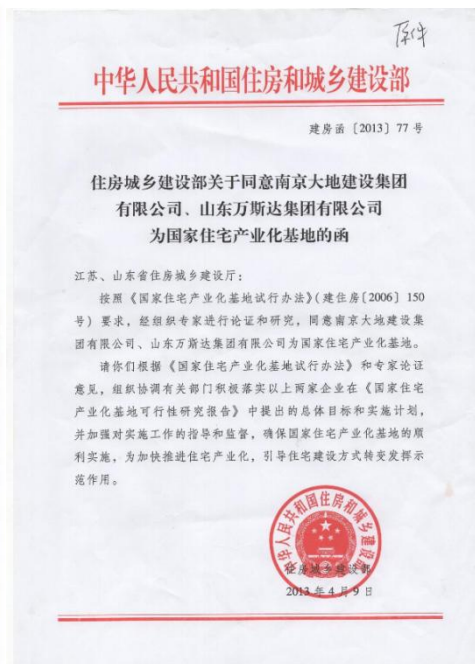 原件
中华人民共和国住房和城乡建设部
建房函〔2013〕77号
住房城乡建设部关于同意南京大地建设集团
有限公司、山东万斯达集团有限公司
为国家住宅产业化基地的函
江苏、山东省住房城乡建设厅：
按照《国家住宅产业化基地试行办法》(建住房〔2006〕150
号）要求，经组织专家进行论证和研究，同意南京大地建设集
团有限公司、山东万斯达集团有限公司为国家住宅产业化基地。
请你们根据《国家住宅产业化基地试行办法》和专家论证
意见，组织协调有关部门积极落实以上两家企业在《国家住宅
产业化基地可行性研究报告》中提出的总体目标和实施计划，
并加强对实施工作的指导和监督，确保国家住宅产业化基地的顺
利实施，为加快推进住宅产业化，引导住宅建设方式转变发挥示
范作用。
中华人民共和国住房和城乡建设部
住房城乡建设部
2013年4月9日